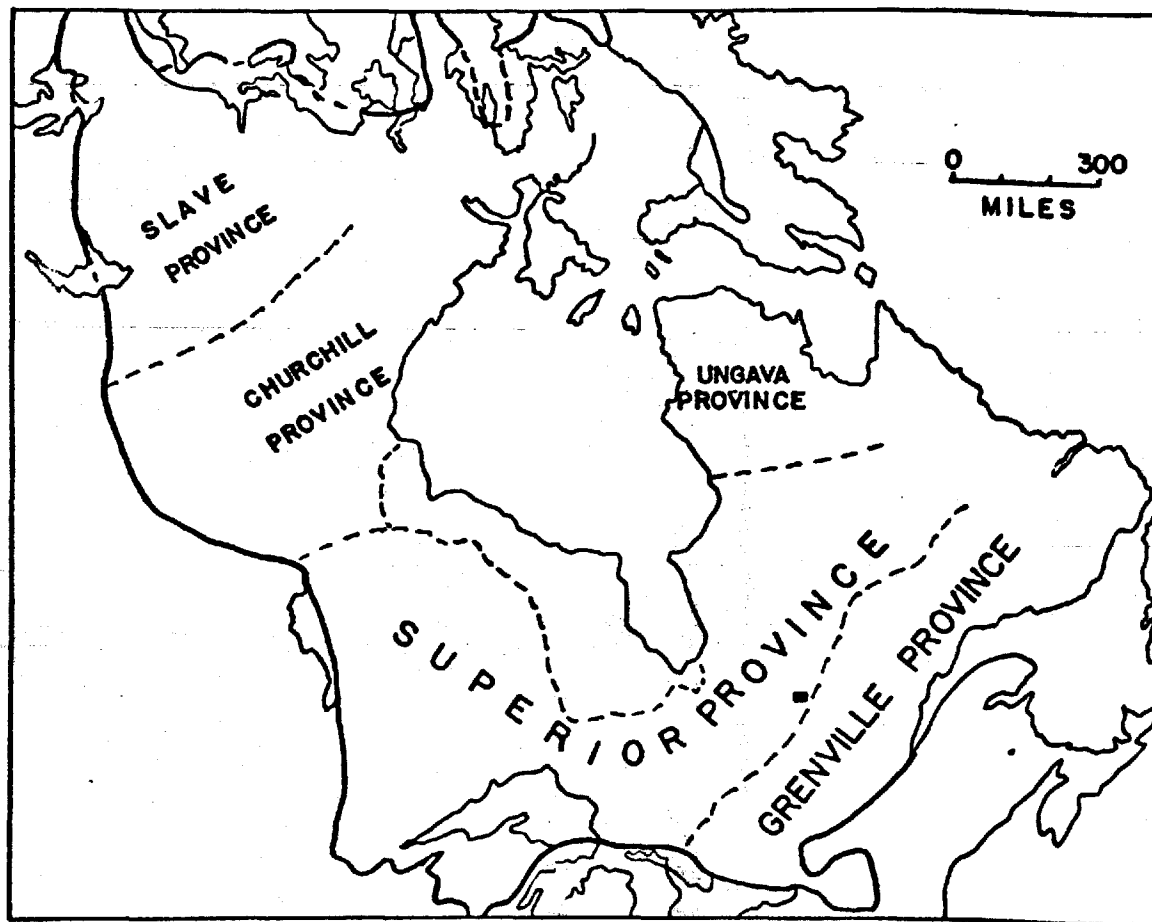 0 300
MILES
SLAVE
PROVINCE
CHURCHILL
PROVINCE
UNGAVA
PROVINCE
SUPERIOR PROVINCE
GRENVILLE PROVINCE